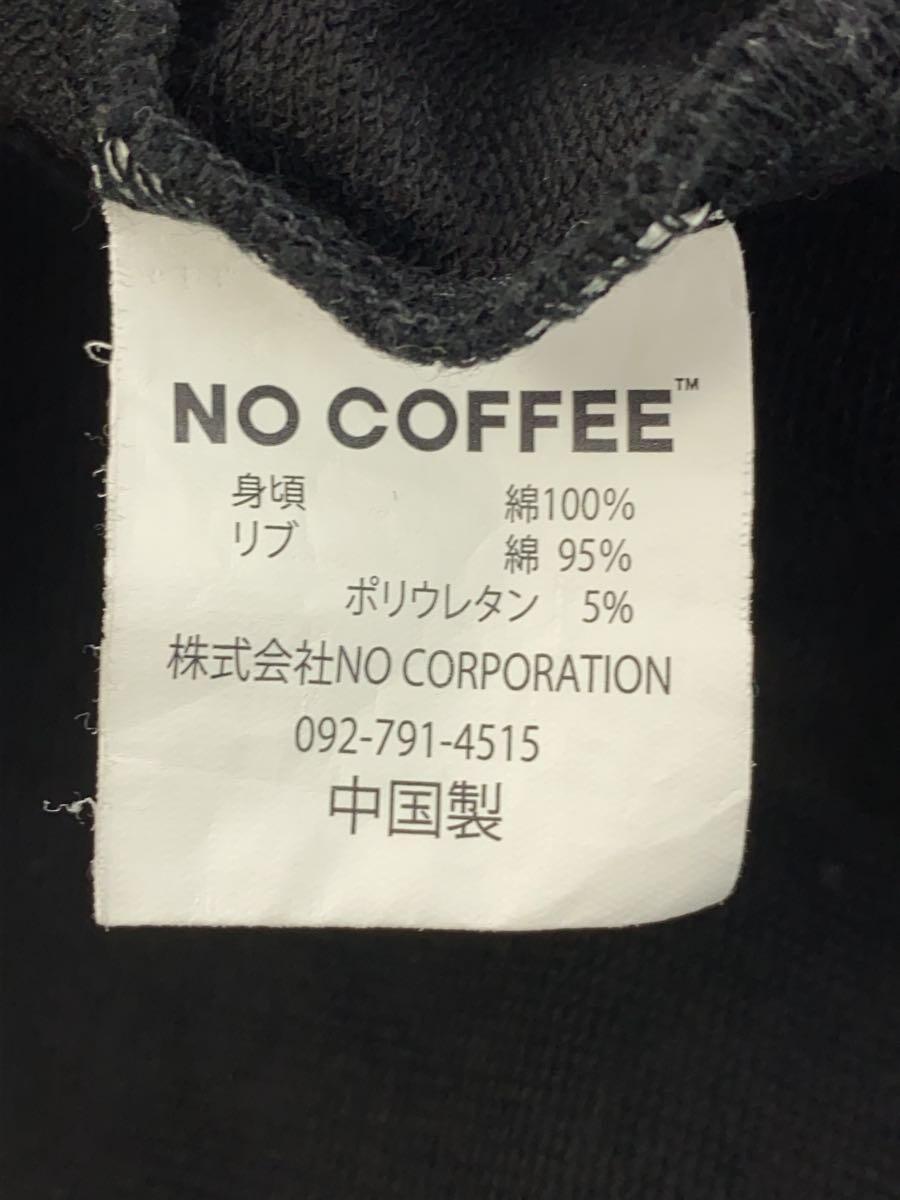 NO COFFEE™
身頃 綿100%
リブ 綿 95%
ポリウレタン 5%
株式会社NO CORPORATION
092-791-4515
中国製